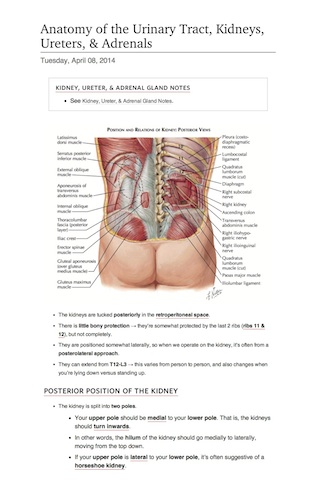 Anatomy of the Urinary Tract, Kidneys,
Ureters, & Adrenals
Tuesday, April 08, 2014
KIDNEY, URETER, & ADRENAL GLAND NOTES
• See Kidney, Ureter, & Adrenal Gland Notes.
POSITION AND RELATIONS OF KIDNEY: POSTERIOR VIEWS
Latissimus
dorsi muscle
Serratus posterior
inferior muscle
External oblique
muscle
Aponeurosis of
transversus
abdominis muscle
Internal oblique
muscle
Thoracolumbar
fascia (posterior
layer)
Iliac crest
Erector spinae
muscle
Gluteal aponeurosis
(over gluteus
medius muscle)
Gluteus maximus
muscle
Pleura (costo-
diaphragmatic
recess)
Lumbocostal
ligament
Quadratus
lumborum
muscle (cut)
Diaphragm
Right subcostal
nerve
Right kidney
Ascending colon
Transversus
abdominis
muscle
Right iliohypo-
gastric nerve
Right ilioinguinal
nerve
Quadratus
lumborum
muscle (cut)
Psoas major muscle
Iliolumbar ligament
• The kidneys are tucked posteriorly in the retroperitoneal space.
• There is little bony protection → they're somewhat protected by the last 2 ribs (ribs 11 &
12), but not completely.
• They are positioned somewhat laterally, so when we operate on the kidney, it's often from a
posterolateral approach.
• They can extend from T12-L3 → this varies from person to person, and also changes when
you're lying down versus standing up.
POSTERIOR POSITION OF THE KIDNEY
• The kidney is split into two poles.
• Your upper pole should be medial to your lower pole. That is, the kidneys
should turn inwards.
• In other words, the hilum of the kidney should go medially to laterally,
moving from the top down.
• If your upper pole is lateral to your lower pole, it's often suggestive of a
horseshoe kidney.